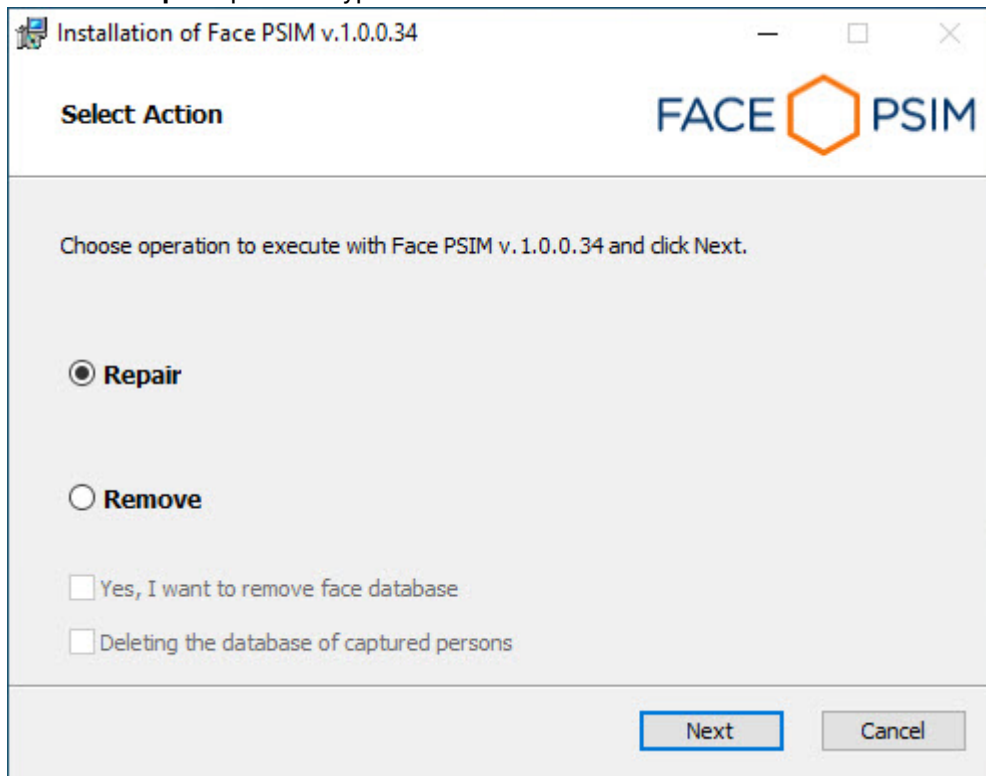 Installation of Face PSIM v.1.0.0.34
Select Action
FACE PSIM
Choose operation to execute with Face PSIM v.1.0.0.34 and click Next.
Repair
Remove
Yes, I want to remove face database
Deleting the database of captured persons
Next Cancel